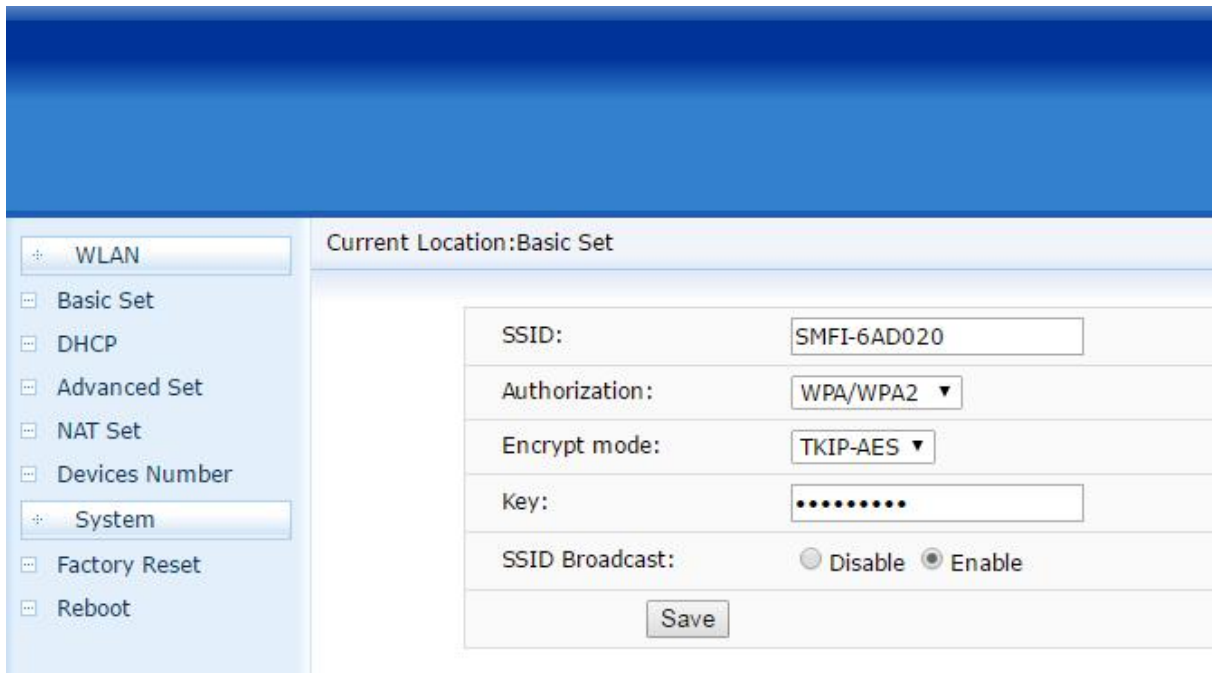 WLAN
Basic Set
DHCP
Advanced Set
NAT Set
Devices Number
System
Factory Reset
Reboot
Current Location:Basic Set
SSID: SMFI-6AD020
Authorization: WPA/WPA2
Encrypt mode: TKIP-AES
Key: •••••••••
SSID Broadcast: Disable Enable
Save